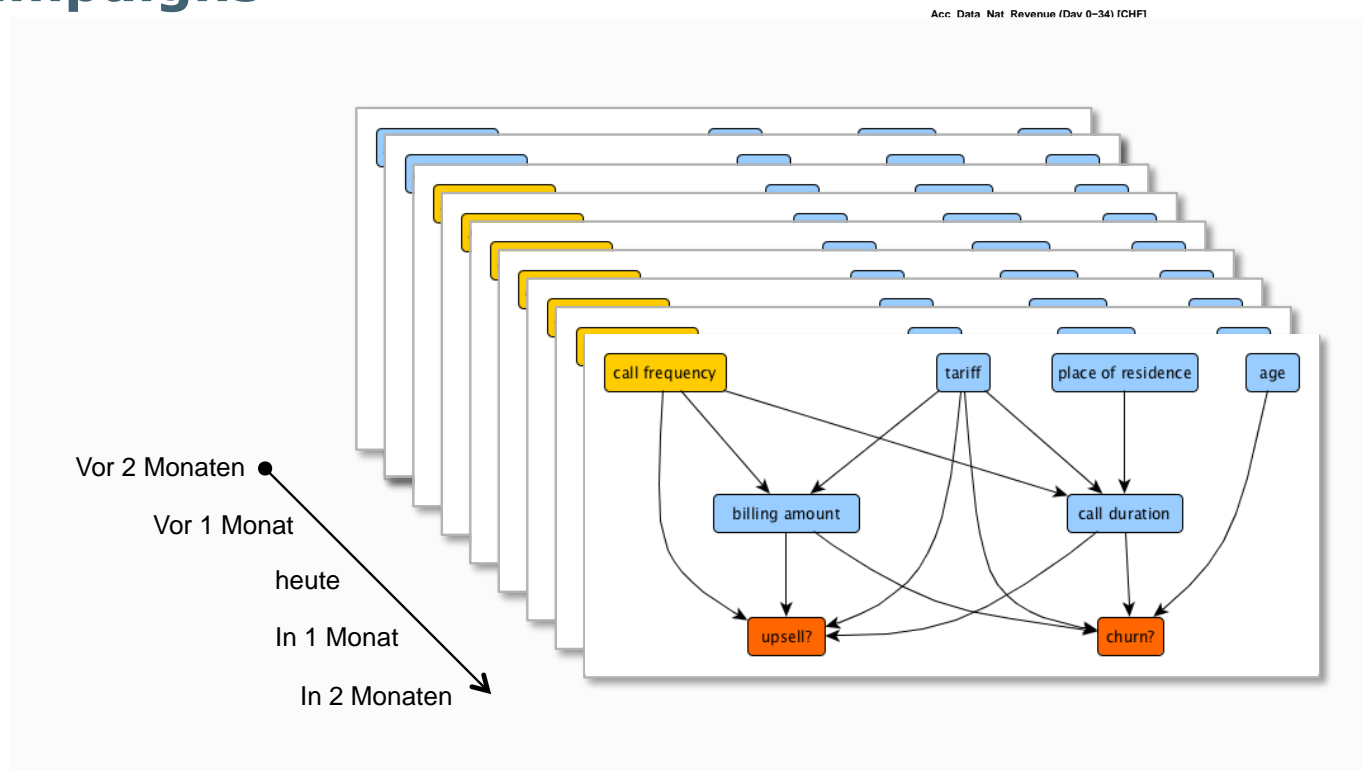 Acc_Data_Nat_Revenue (Day 0−34) [CHF]
call frequency
tariff
place of residence
age
Vor 2 Monaten
billing amount
call duration
Vor 1 Monat
heute
In 1 Monat
upsell?
churn?
In 2 Monaten